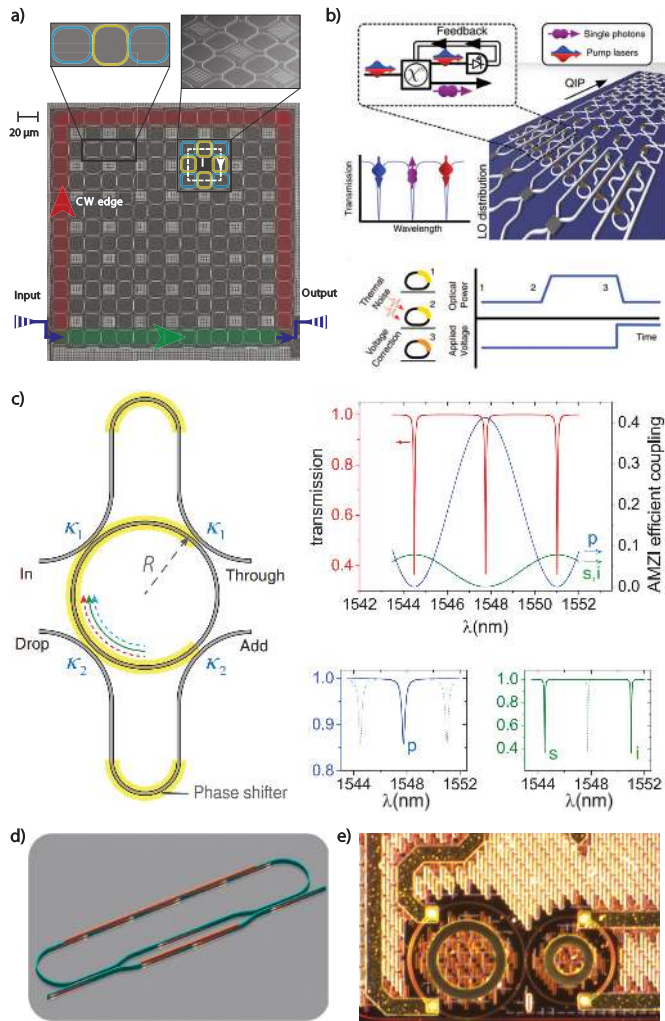 a)
20 µm
CW edge
Input
Output
b)
Feedback
Single photons
Pump lasers
QIP
LO distribution
Transmission
Wavelength
Thermal
Noise
Voltage
Correction
1
2
3
Optical
Power
1
2
3
Applied
Voltage
Time
c)
κ1
κ1
In
Through
R
Drop
Add
κ2
κ2
Phase shifter
transmission
1.0
0.8
0.6
0.4
0.4
0.3
0.2
0.1
0.0
AMZI efficient coupling
p
s,i
1542
1544
1546
1548
1550
1552
λ(nm)
1.0
0.9
0.8
p
1544
1548
1552
λ(nm)
1.0
0.8
0.6
0.4
s
i
1544
1548
1552
λ(nm)
d)
e)